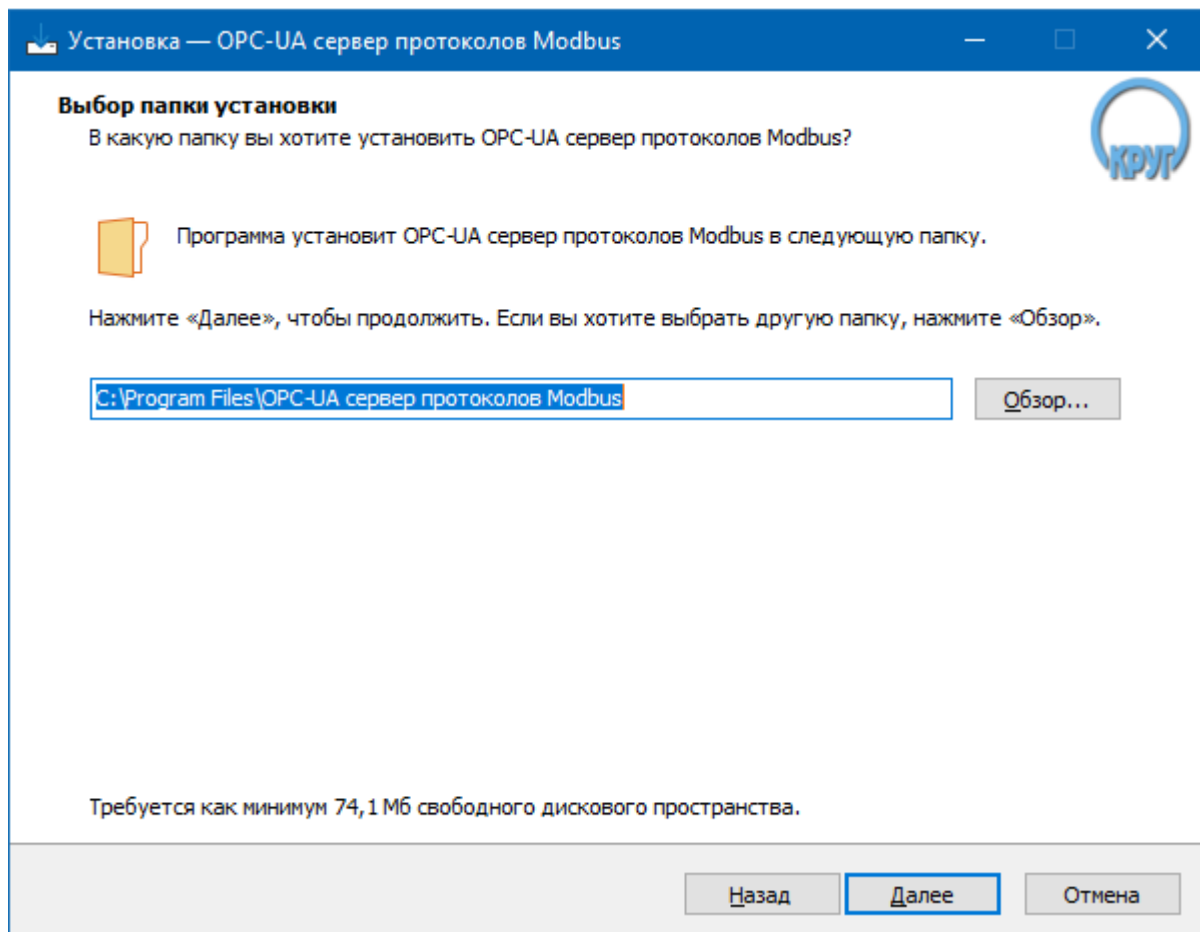 Установка — OPC-UA сервер протоколов Modbus
Выбор папки установки
В какую папку вы хотите установить OPC-UA сервер протоколов Modbus?
КРУГ
Программа установит OPC-UA сервер протоколов Modbus в следующую папку.
Нажмите «Далее», чтобы продолжить. Если вы хотите выбрать другую папку, нажмите «Обзор».
C:\Program Files\OPC-UA сервер протоколов Modbus
Обзор...
Требуется как минимум 74,1 Мб свободного дискового пространства.
Назад Далее Отмена